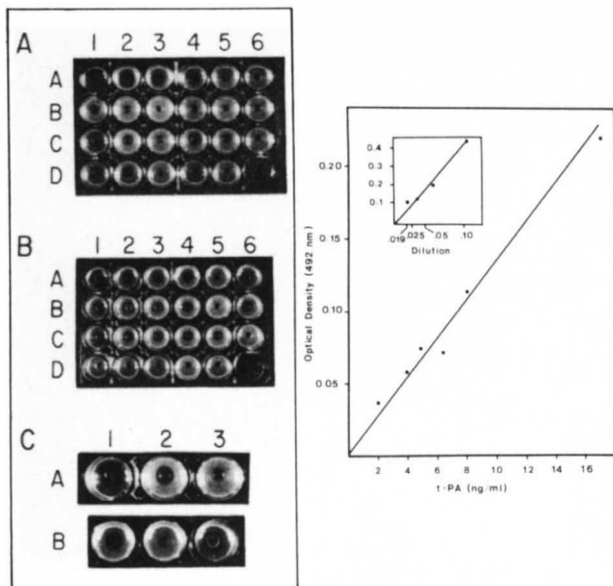 A
1 2 3 4 5 6
A
B
C
D
B
1 2 3 4 5 6
A
B
C
D
C
1 2 3
A
B
0.20
0.15
0.10
0.05
Optical Density (492 nm)
2 4 6 8 10 12 14 16
t-PA (ng/ml)
0.4
0.3
0.2
0.1
.019 .025 .05 .10
Dilution